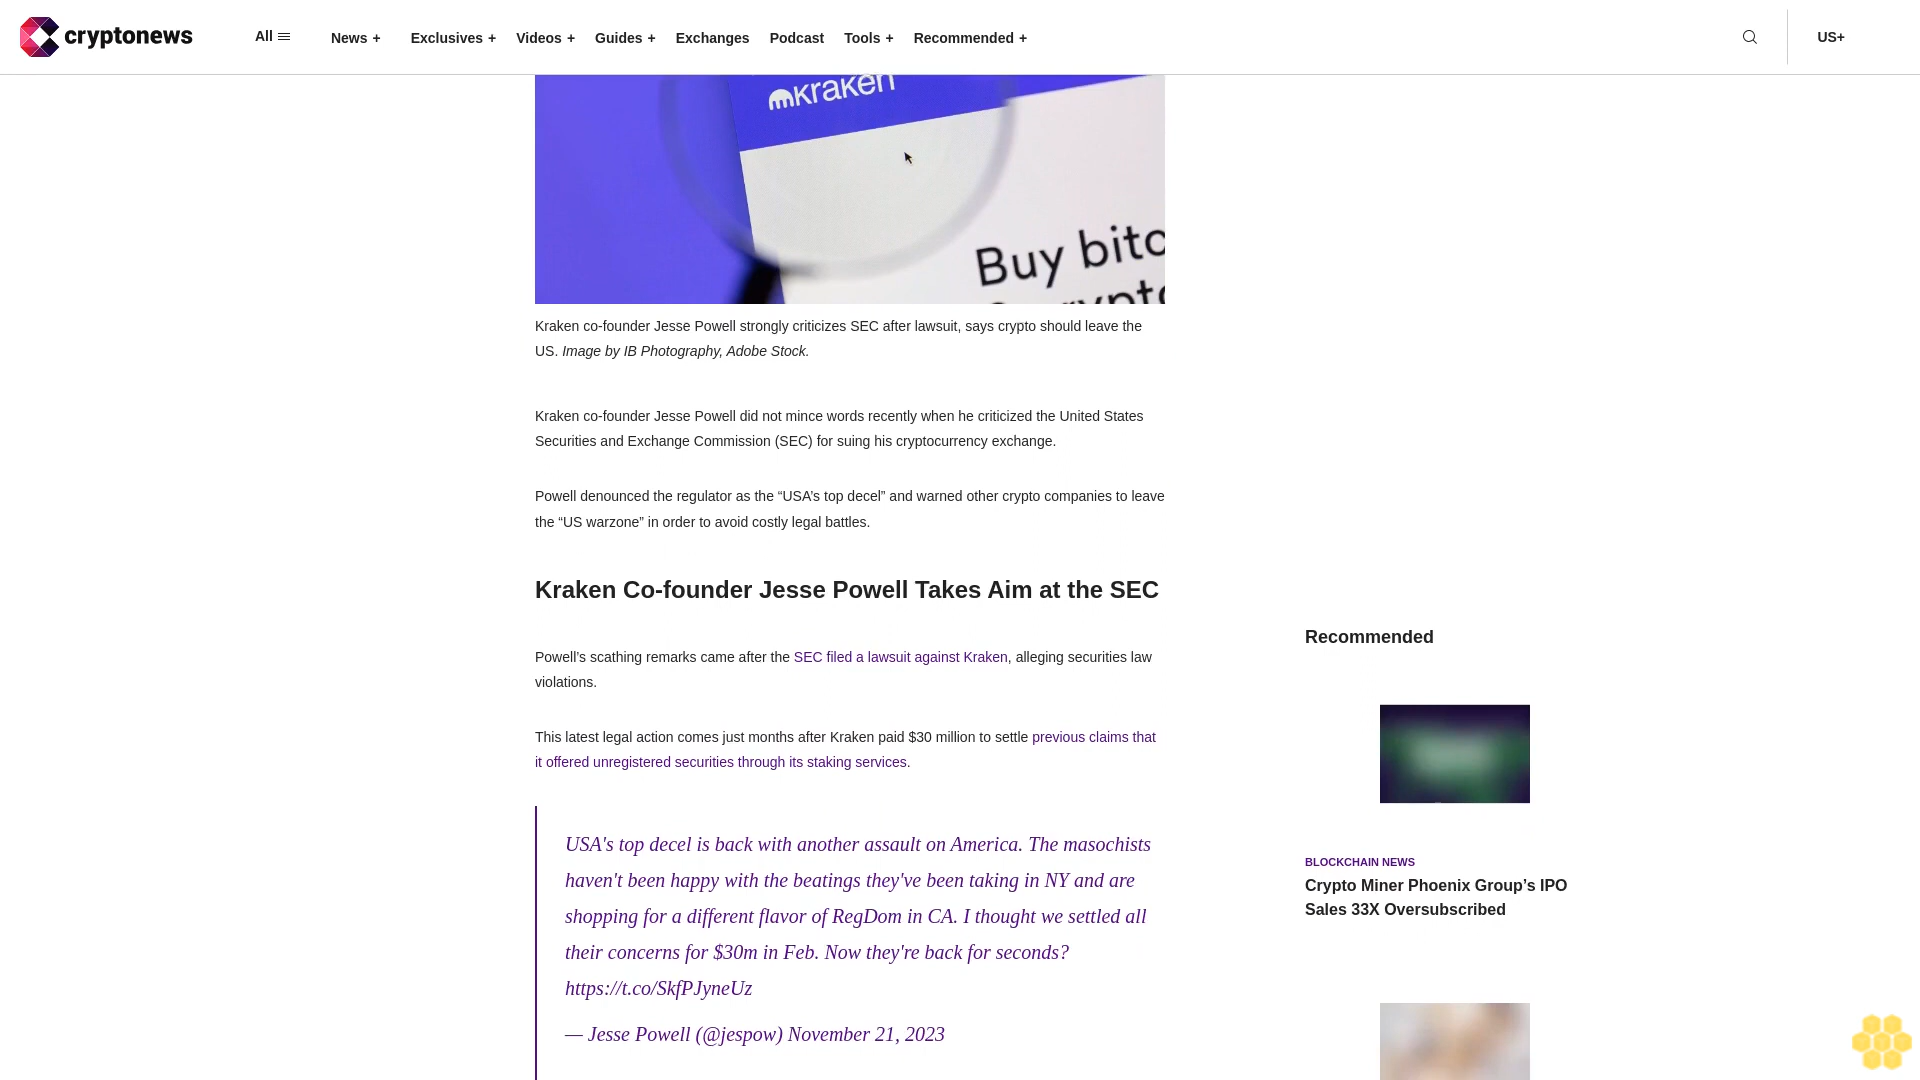 cryptonews
All
News +
Exclusives +
Videos +
Guides +
Exchanges
Podcast
Tools +
Recommended +
US+
kraken
Buy bitc
Kraken co-founder Jesse Powell strongly criticizes SEC after lawsuit, says crypto should leave the
US. Image by IB Photography, Adobe Stock.
Kraken co-founder Jesse Powell did not mince words recently when he criticized the United States
Securities and Exchange Commission (SEC) for suing his cryptocurrency exchange.
Powell denounced the regulator as the “USA’s top decel” and warned other crypto companies to leave
the “US warzone” in order to avoid costly legal battles.
Kraken Co-founder Jesse Powell Takes Aim at the SEC
Powell’s scathing remarks came after the SEC filed a lawsuit against Kraken, alleging securities law
violations.
This latest legal action comes just months after Kraken paid $30 million to settle previous claims that
it offered unregistered securities through its staking services.
USA's top decel is back with another assault on America. The masochists
haven't been happy with the beatings they've been taking in NY and are
shopping for a different flavor of RegDom in CA. I thought we settled all
their concerns for $30m in Feb. Now they're back for seconds?
https://t.co/SkfPJyneUz
— Jesse Powell (@jespow) November 21, 2023
Recommended
BLOCKCHAIN NEWS
Crypto Miner Phoenix Group’s IPO
Sales 33X Oversubscribed